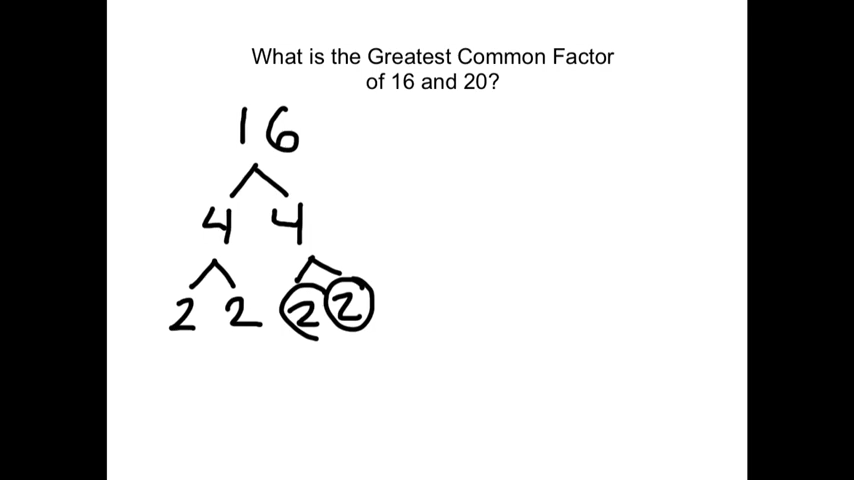 What is the Greatest Common Factor
of 16 and 20?
16
4 4
2 2 2 2